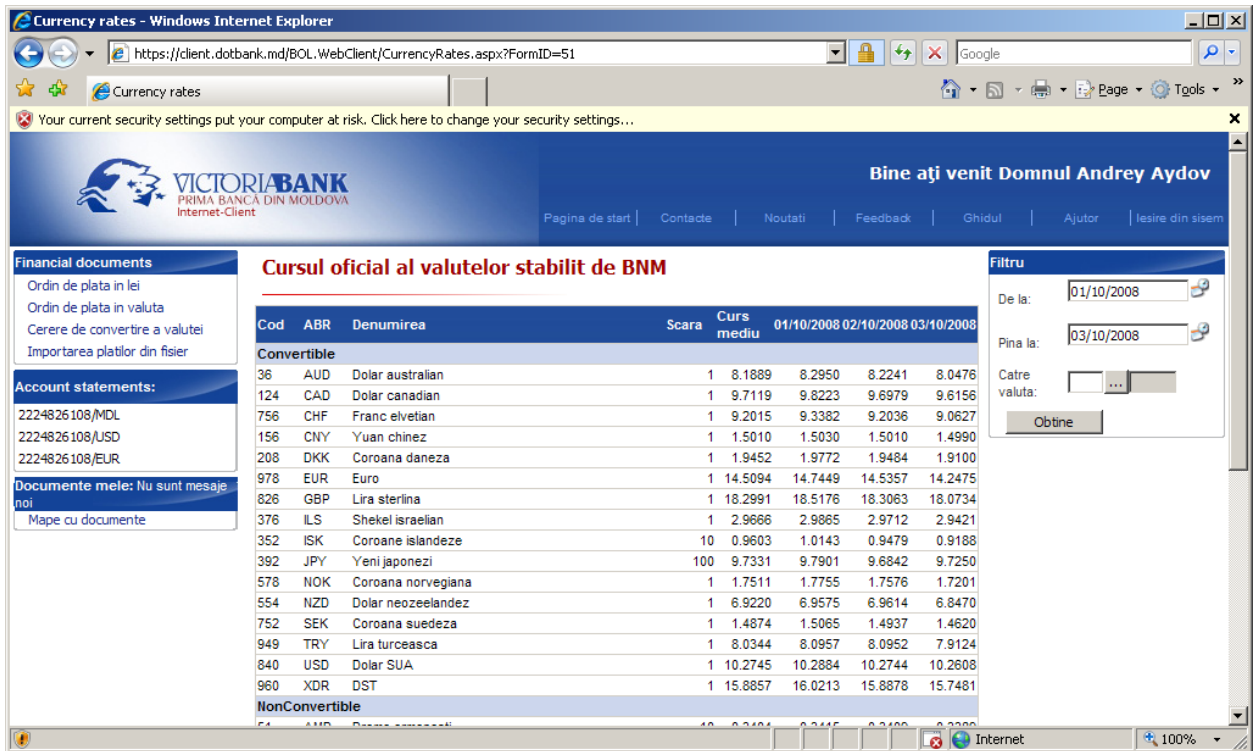 Currency rates - Windows Internet Explorer
https://client.dotbank.md/BOL.WebClient/CurrencyRates.aspx?FormID=51
Google
Currency rates
Page
Tools
»
Your current security settings put your computer at risk. Click here to change your security settings...
VICTORIABANK
PRIMA BANCĂ DIN MOLDOVA
Internet-Client
Bine aţi venit Domnul Andrey Aydov
Pagina de start | Contacte | Noutati | Feedback | Ghidul | Ajutor | Iesire din sisem
Financial documents
Ordin de plata in lei
Ordin de plata in valuta
Cerere de convertire a valutei
Importarea platilor din fisier
Account statements:
2224826108/MDL
2224826108/USD
2224826108/EUR
Documente mele: Nu sunt mesaje
noi
Mape cu documente
Cursul oficial al valutelor stabilit de BNM
Cod ABR Denumirea Scara Curs mediu 01/10/2008 02/10/2008 03/10/2008
Convertible
36 AUD Dolar australian 1 8.1889 8.2950 8.2241 8.0476
124 CAD Dolar canadian 1 9.7119 9.8223 9.6979 9.6156
756 CHF Franc elvetian 1 9.2015 9.3382 9.2036 9.0627
156 CNY Yuan chinez 1 1.5010 1.5030 1.5010 1.4990
208 DKK Coroana daneza 1 1.9452 1.9772 1.9484 1.9100
978 EUR Euro 1 14.5094 14.7449 14.5357 14.2475
826 GBP Lira sterlina 1 18.2991 18.5176 18.3063 18.0734
376 ILS Shekel israelian 1 2.9666 2.9865 2.9712 2.9421
352 ISK Coroane islandeze 10 0.9603 1.0143 0.9479 0.9188
392 JPY Yeni japonezi 100 9.7331 9.7901 9.6842 9.7250
578 NOK Coroana norvegiana 1 1.7511 1.7755 1.7576 1.7201
554 NZD Dolar neozeelandez 1 6.9220 6.9575 6.9614 6.8470
752 SEK Coroana suedeza 1 1.4874 1.5065 1.4937 1.4620
949 TRY Lira turceasca 1 8.0344 8.0957 8.0952 7.9124
840 USD Dolar SUA 1 10.2745 10.2884 10.2744 10.2608
960 XDR DST 1 15.8857 16.0213 15.8878 15.7481
NonConvertible
Filtru
De la: 01/10/2008
Pina la: 03/10/2008
Catre
valuta: ...
Obtine
Internet
100%